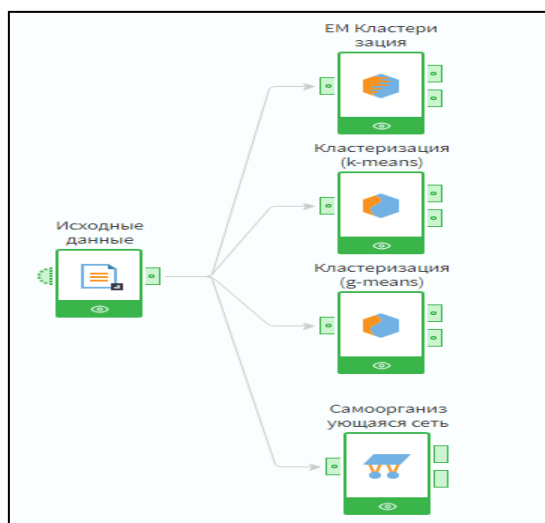 ЕМ Кластери
зация
Кластеризация
(k-means)
Исходные
данные
Кластеризация
(g-means)
Самоорганиз
ующаяся сеть